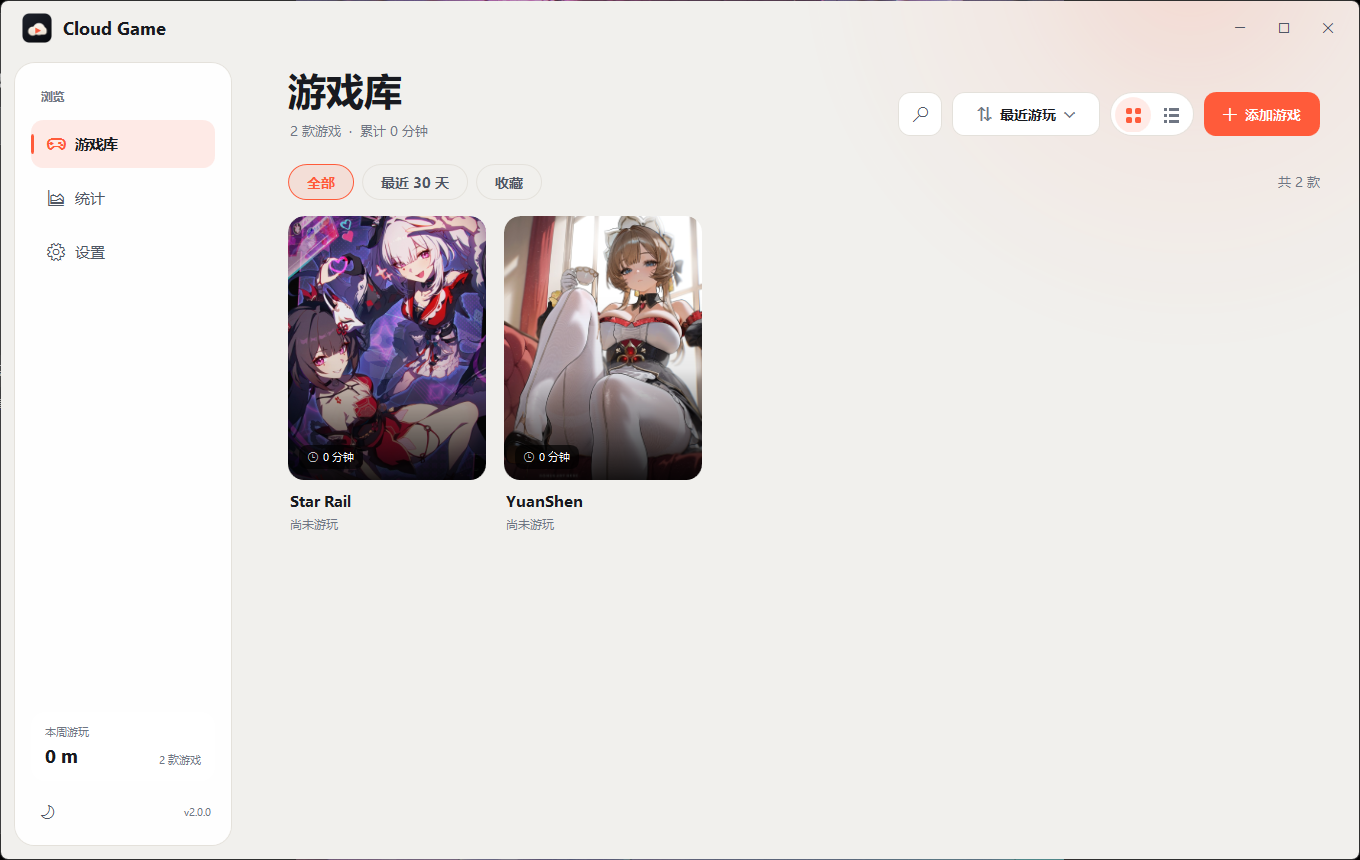 Cloud Game
浏览
游戏库
统计
设置
本周游玩
0 m
2 款游戏
v2.0.0
游戏库
2 款游戏 · 累计 0 分钟
最近游玩
添加游戏
全部
最近 30 天
收藏
共 2 款
0 分钟
Star Rail
尚未游玩
0 分钟
YuanShen
尚未游玩